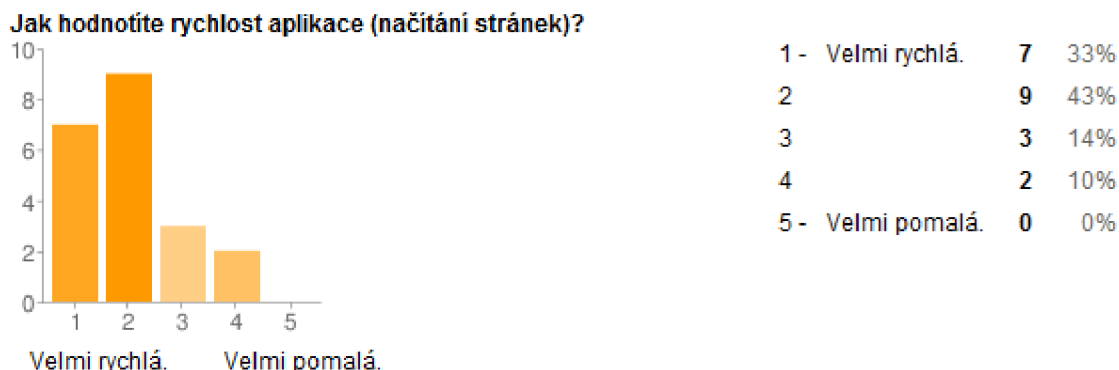 Jak hodnotíte rychlost aplikace (načítání stránek)?
10
8
6
4
2
0
1 2 3 4 5
Velmi rychlá. Velmi pomalá.
1 - Velmi rychlá. 7 33%
2 9 43%
3 3 14%
4 2 10%
5 - Velmi pomalá. 0 0%